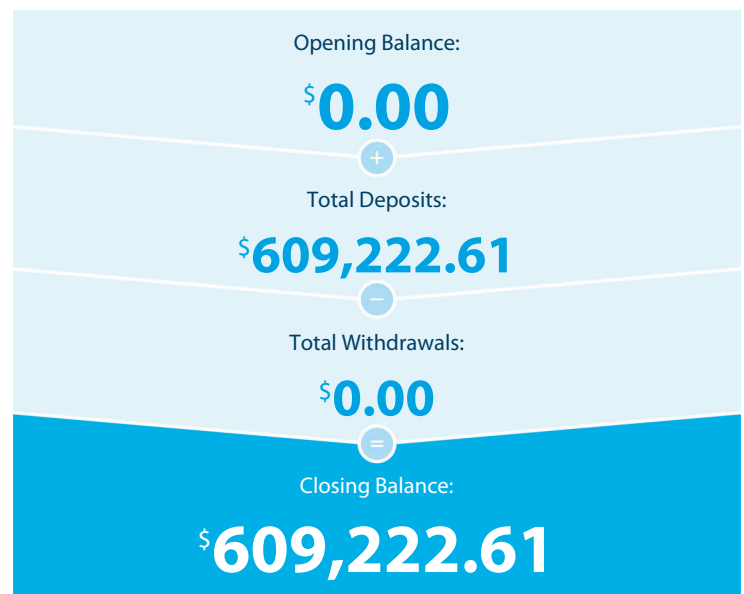 Opening Balance:
$0.00
+
Total Deposits:
$609,222.61
−
Total Withdrawals:
$0.00
=
Closing Balance:
$609,222.61